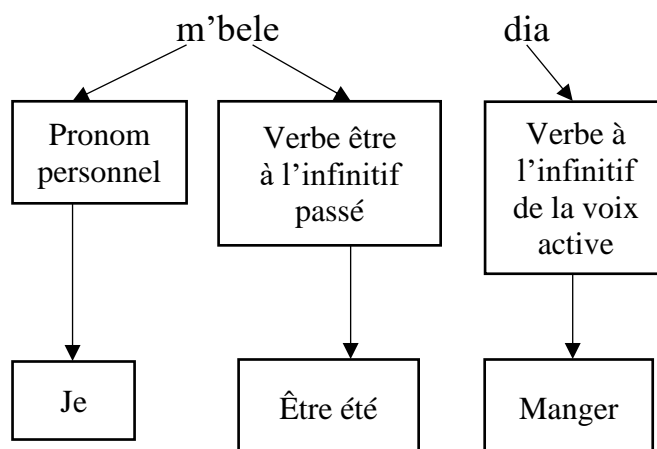 m’bele dia
Pronom
personnel
Verbe être
à l’infinitif
passé
Verbe à
l’infinitif
de la voix
active
Je
Être été
Manger